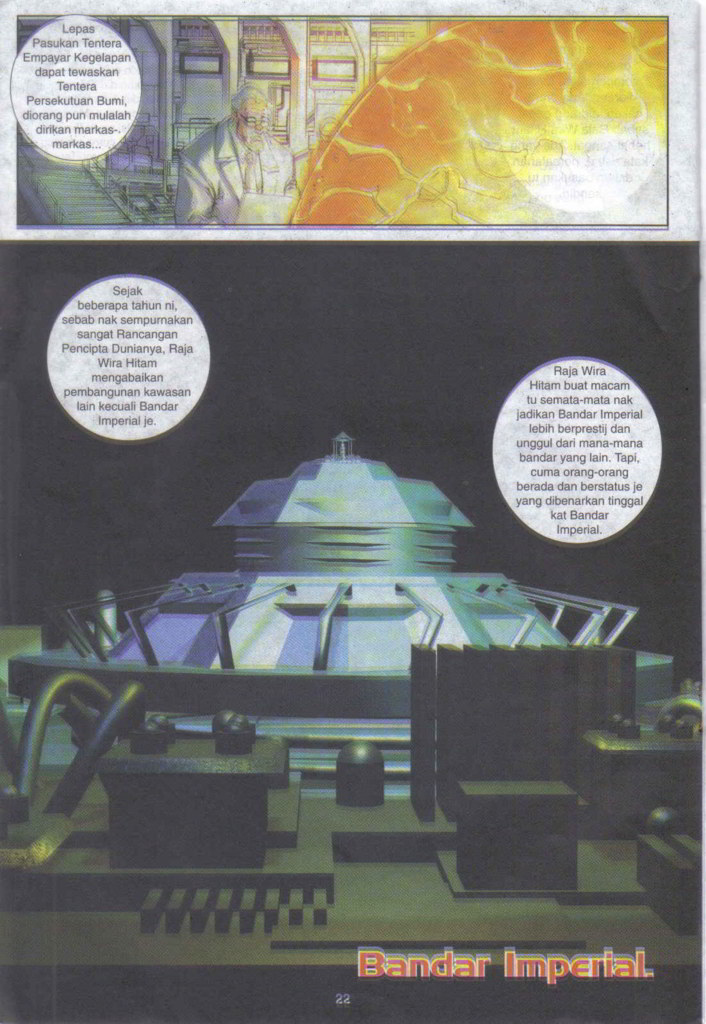 Lepas
Pasukan Tentera
Empayar Kegelapan
dapat tewaskan
Tentera
Persekutuan Bumi,
diorang pun mulalah
dirikan markas-
markas...
Sejak
beberapa tahun ni,
sebab nak sempurnakan
sangat Rancangan
Pencipta Dunianya, Raja
Wira Hitam
mengabaikan
pembangunan kawasan
lain kecuali Bandar
Imperial je.
Raja Wira
Hitam buat macam
tu semata-mata nak
jadikan Bandar Imperial
lebih berprestij dan
unggul dari mana-mana
bandar yang lain. Tapi,
cuma orang-orang
berada dan berstatus je
yang dibenarkan tinggal
kat Bandar
Imperial.
Bandar Imperial.
22